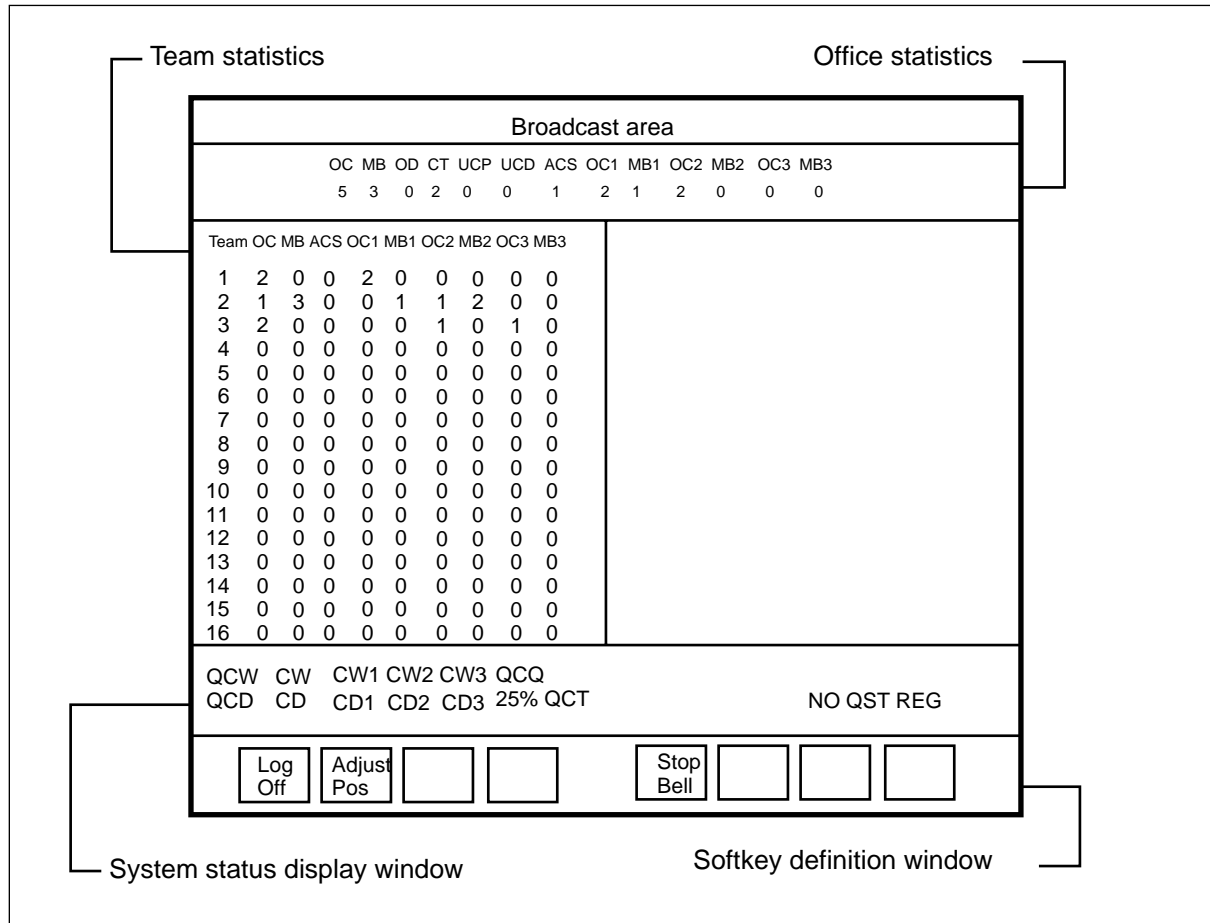 Team statistics
Office statistics
Broadcast area
OC MB OD CT UCP UCD ACS OC1 MB1 OC2 MB2 OC3 MB3
5 3 0 2 0 0 1 2 1 2 0 0 0
Team OC MB ACS OC1 MB1 OC2 MB2 OC3 MB3
1 2 0 0 2 0 0 0 0 0
2 1 3 0 0 1 1 2 0 0
3 2 0 0 0 0 1 0 1 0
4 0 0 0 0 0 0 0 0 0
5 0 0 0 0 0 0 0 0 0
6 0 0 0 0 0 0 0 0 0
7 0 0 0 0 0 0 0 0 0
8 0 0 0 0 0 0 0 0 0
9 0 0 0 0 0 0 0 0 0
10 0 0 0 0 0 0 0 0 0
11 0 0 0 0 0 0 0 0 0
12 0 0 0 0 0 0 0 0 0
13 0 0 0 0 0 0 0 0 0
14 0 0 0 0 0 0 0 0 0
15 0 0 0 0 0 0 0 0 0
16 0 0 0 0 0 0 0 0 0
QCW CW CW1 CW2 CW3 QCQ
QCD CD CD1 CD2 CD3 25% QCT NO QST REG
Log Off
Adjust Pos
Stop Bell
System status display window
Softkey definition window